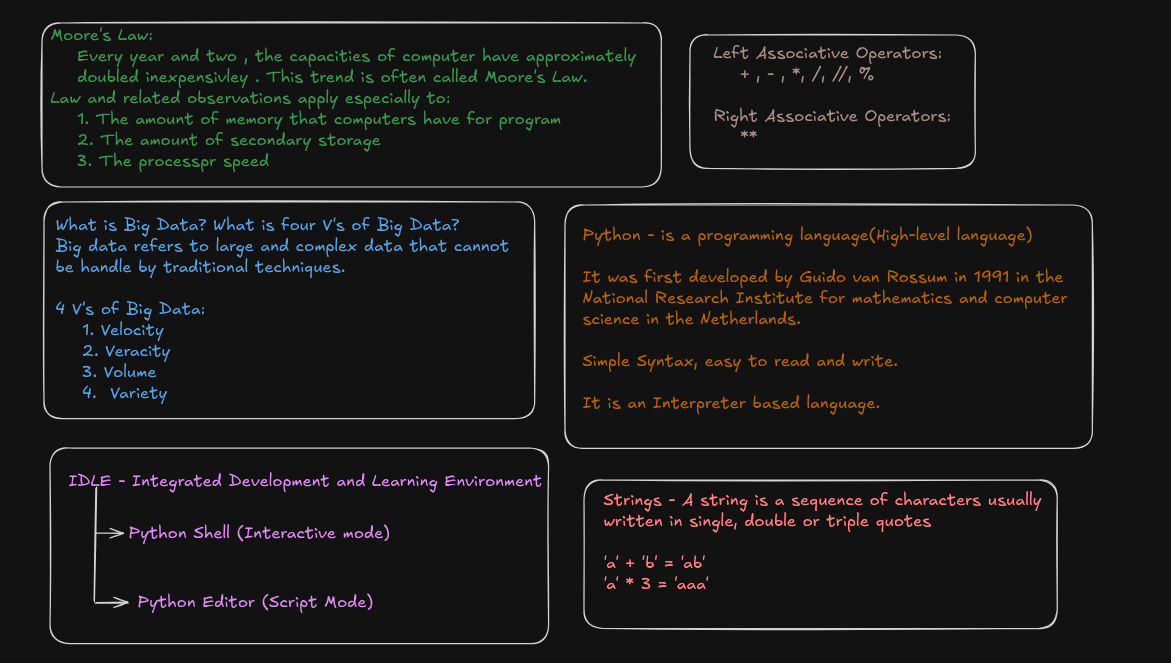 Moore's Law:
Every year and two , the capacities of computer have approximately
doubled inexpensivley . This trend is often called Moore's Law.
Law and related observations apply especially to:
1. The amount of memory that computers have for program
2. The amount of secondary storage
3. The processpr speed
Left Associative Operators:
+ , - , *, /, //, %
Right Associative Operators:
**
What is Big Data? What is four V's of Big Data?
Big data refers to large and complex data that cannot
be handle by traditional techniques.
4 V's of Big Data:
1. Velocity
2. Veracity
3. Volume
4. Variety
Python - is a programming language(High-level language)
It was first developed by Guido van Rossum in 1991 in the
National Research Institute for mathematics and computer
science in the Netherlands.
Simple Syntax, easy to read and write.
It is an Interpreter based language.
IDLE - Integrated Development and Learning Environment
Python Shell (Interactive mode)
Python Editor (Script Mode)
Strings - A string is a sequence of characters usually
written in single, double or triple quotes
'a' + 'b' = 'ab'
'a' * 3 = 'aaa'